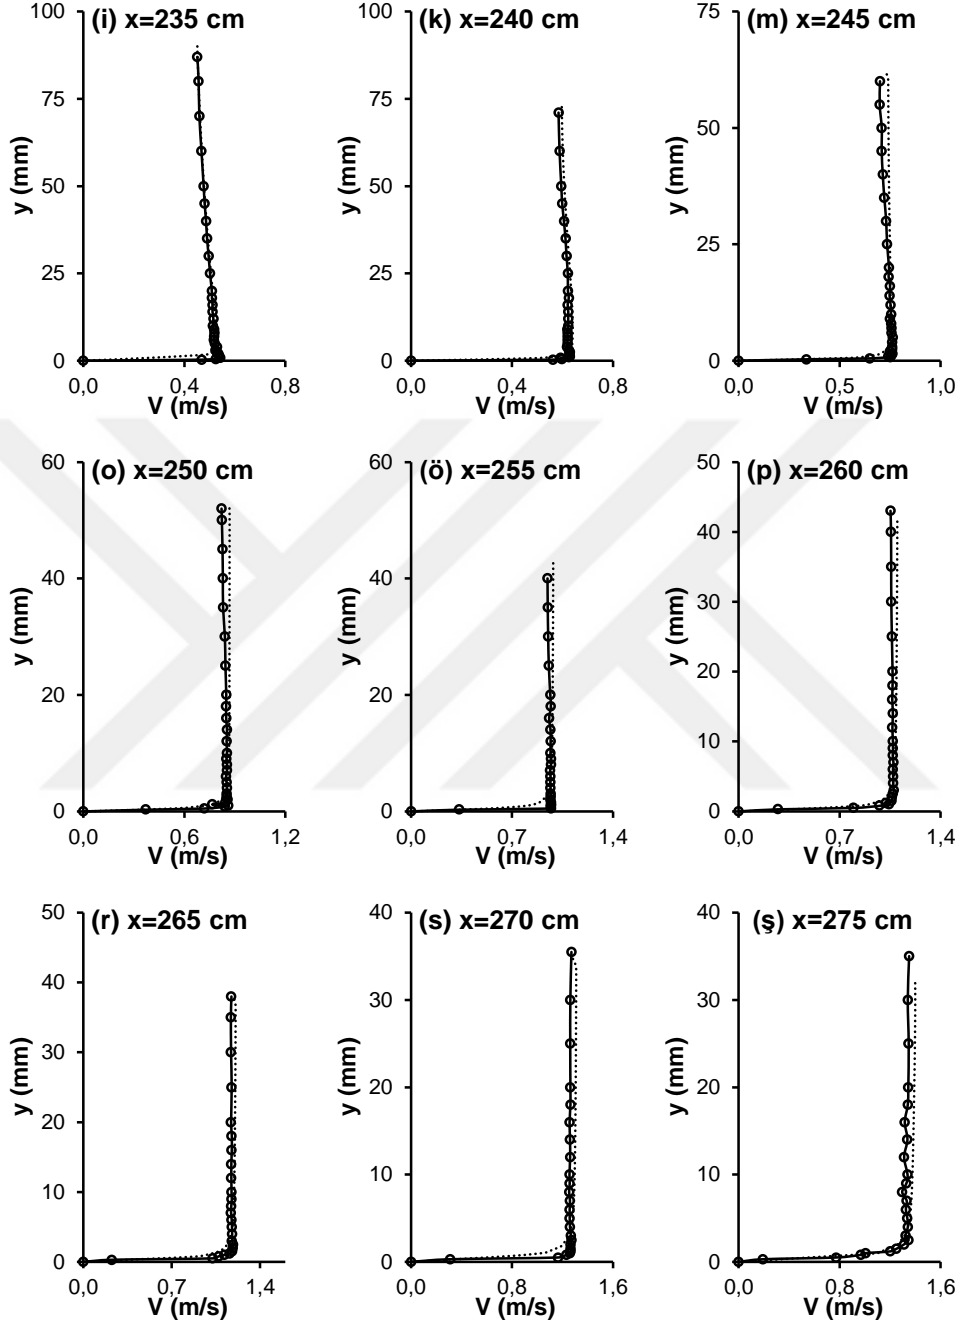 (i) x=235 cm
100
75
50
25
0
y (mm)
0,0 0,4 0,8
V (m/s)
(k) x=240 cm
100
75
50
25
0
y (mm)
0,0 0,4 0,8
V (m/s)
(m) x=245 cm
75
50
25
0
y (mm)
0,0 0,5 1,0
V (m/s)
(o) x=250 cm
60
40
20
0
y (mm)
0,0 0,6 1,2
V (m/s)
(ö) x=255 cm
60
40
20
0
y (mm)
0,0 0,7 1,4
V (m/s)
(p) x=260 cm
50
40
30
20
10
0
y (mm)
0,0 0,7 1,4
V (m/s)
(r) x=265 cm
50
40
30
20
10
0
y (mm)
0,0 0,7 1,4
V (m/s)
(s) x=270 cm
40
30
20
10
0
y (mm)
0,0 0,8 1,6
V (m/s)
(ş) x=275 cm
40
30
20
10
0
y (mm)
0,0 0,8 1,6
V (m/s)